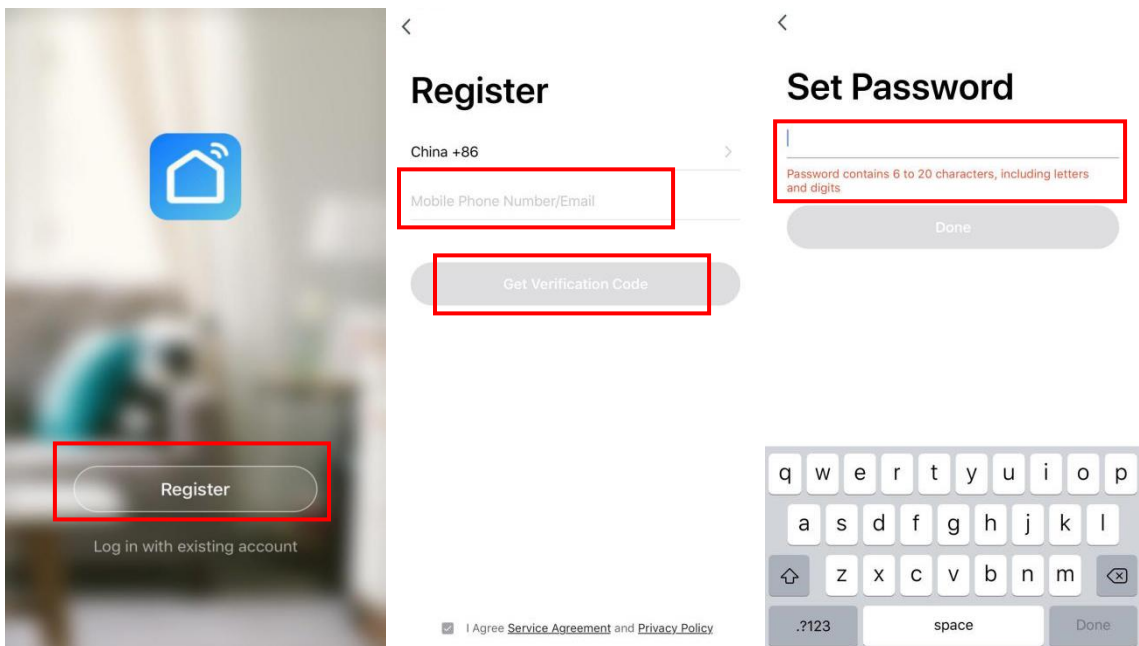 Register
Log in with existing account
Register
China +86
Mobile Phone Number/Email
Get Verification Code
I Agree Service Agreement and Privacy Policy
Set Password
Password contains 6 to 20 characters, including letters
and digits
Done
q w e r t y u i o p
a s d f g h j k l
z x c v b n m
.?123 space Done